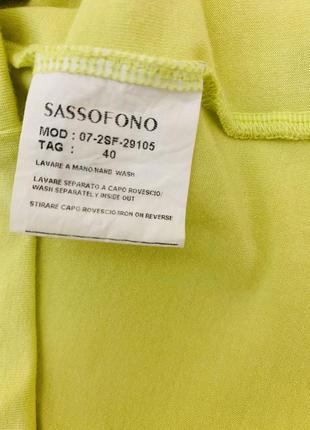 SASSOFONO
MOD : 07-2SF-29105
TAG : 40
LAVARE A MANO/HAND WASH
LAVARE SEPARATO A CAPO ROVESCIO/
WASH SEPARATELY INSIDE OUT
STIRARE CAPO ROVESCIO/IRON ON REVERSE